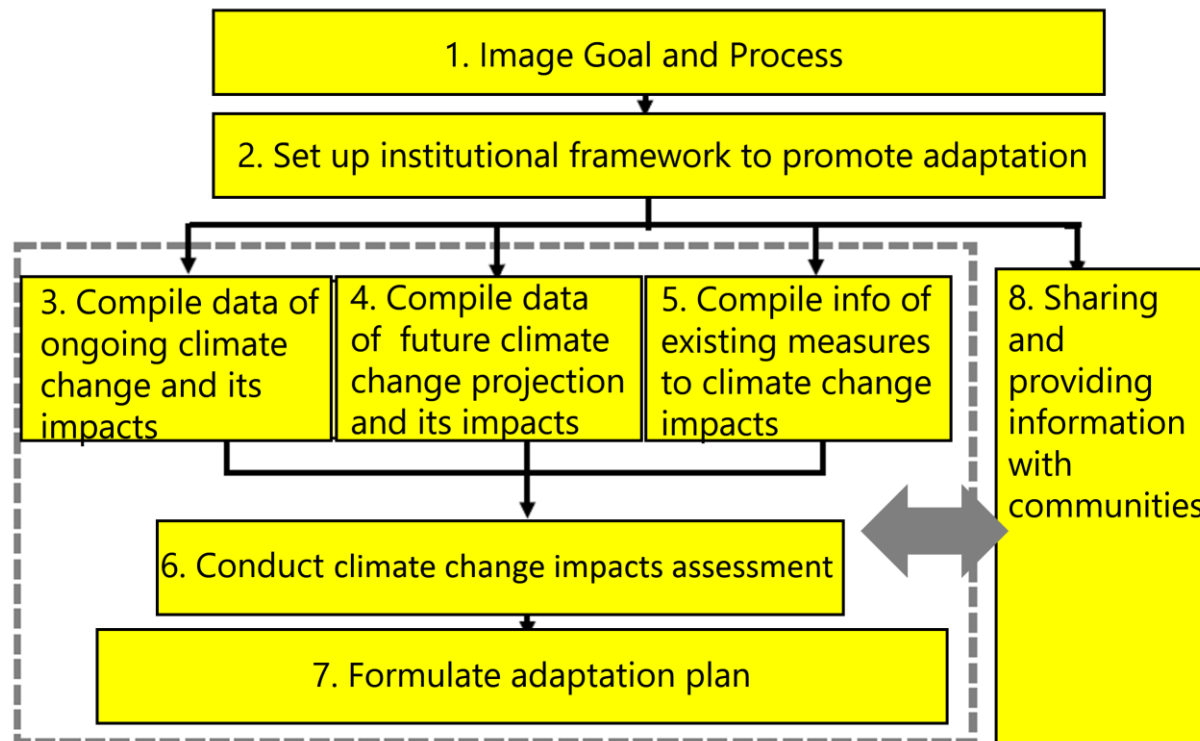 1. Image Goal and Process
2. Set up institutional framework to promote adaptation
3. Compile data of
ongoing climate
change and its
impacts
4. Compile data
of future climate
change projection
and its impacts
5. Compile info of
existing measures
to climate change
impacts
8. Sharing
and
providing
information
with
communities
6. Conduct climate change impacts assessment
7. Formulate adaptation plan